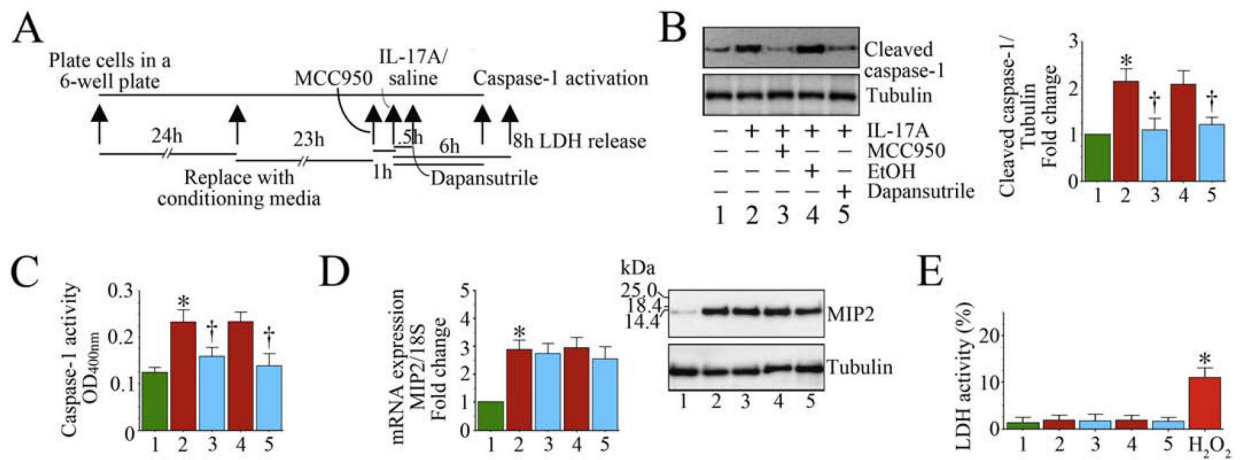 A
Plate cells in a
6-well plate
MCC950
IL-17A/
saline
Caspase-1 activation
24h
23h
1h
.5h
6h
8h LDH release
Replace with
conditioning media
Dapansutrile
B
Cleaved
caspase-1
Tubulin
− + + + + IL-17A
− − + − − MCC950
− − − + − EtOH
− − − − + Dapansutrile
1 2 3 4 5
Cleaved caspase-1/
Tubulin
Fold change
3
2
1
0
* † †
1 2 3 4 5
C
Caspase-1 activity
OD400nm
0.3
0.2
0.1
0
* † †
1 2 3 4 5
D
mRNA expression
MIP2/18S
Fold change
5
4
3
2
1
0
*
1 2 3 4 5
kDa
25.0
18.4
14.4
MIP2
Tubulin
1 2 3 4 5
E
LDH activity (%)
20
10
0
*
1 2 3 4 5 H2O2